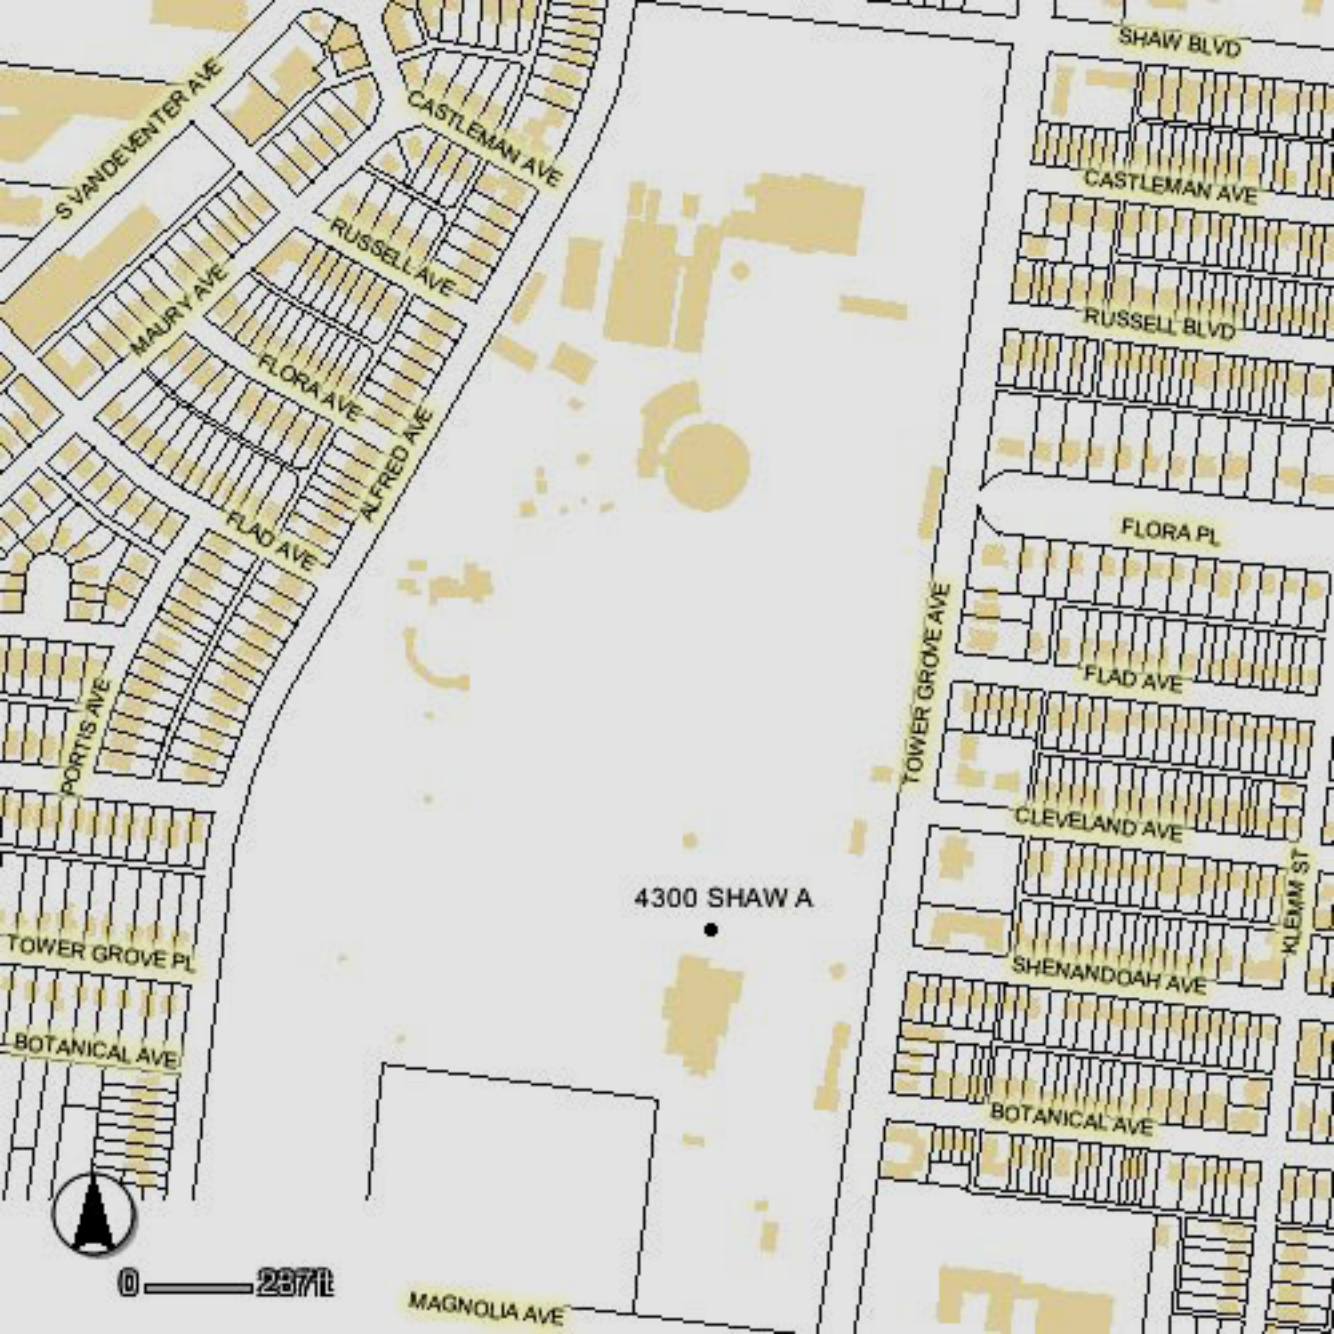 SHAW BLVD
S VANDEVENTER AVE
CASTLEMAN AVE
CASTLEMAN AVE
RUSSELL AVE
MAURY AVE
RUSSELL BLVD
FLORA AVE
ALFRED AVE
FLAD AVE
FLORA PL
TOWER GROVE AVE
FLAD AVE
PORTIS AVE
CLEVELAND AVE
KLEMM ST
4300 SHAW A
TOWER GROVE PL
SHENANDOAH AVE
BOTANICAL AVE
BOTANICAL AVE
0 237ft
MAGNOLIA AVE